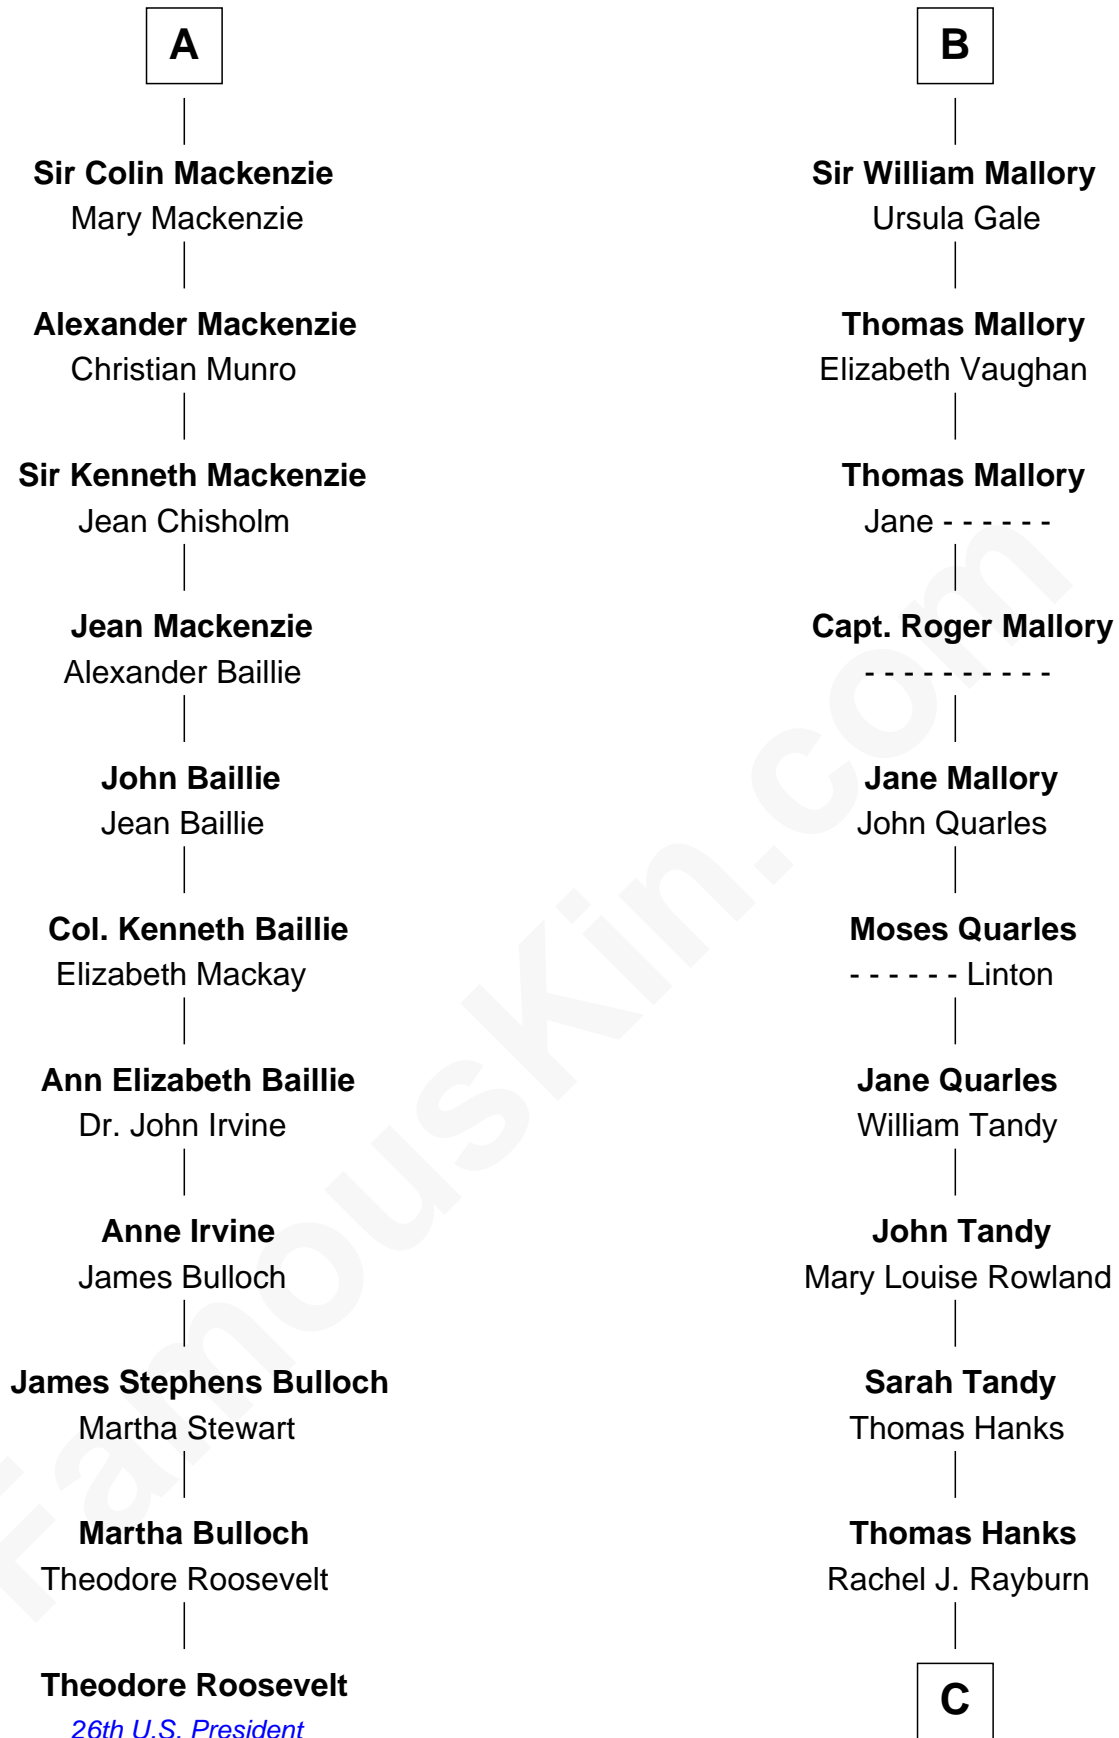 A
Sir Colin Mackenzie
Mary Mackenzie
Alexander Mackenzie
Christian Munro
Sir Kenneth Mackenzie
Jean Chisholm
Jean Mackenzie
Alexander Baillie
John Baillie
Jean Baillie
Col. Kenneth Baillie
Elizabeth Mackay
Ann Elizabeth Baillie
Dr. John Irvine
Anne Irvine
James Bulloch
James Stephens Bulloch
Martha Stewart
Martha Bulloch
Theodore Roosevelt
Theodore Roosevelt
26th U.S. President
B
Sir William Mallory
Ursula Gale
Thomas Mallory
Elizabeth Vaughan
Thomas Mallory
Jane - - - - - -
Capt. Roger Mallory
- - - - - - - - - -
Jane Mallory
John Quarles
Moses Quarles
- - - - - - Linton
Jane Quarles
William Tandy
John Tandy
Mary Louise Rowland
Sarah Tandy
Thomas Hanks
Thomas Hanks
Rachel J. Rayburn
C
FamousKin.com